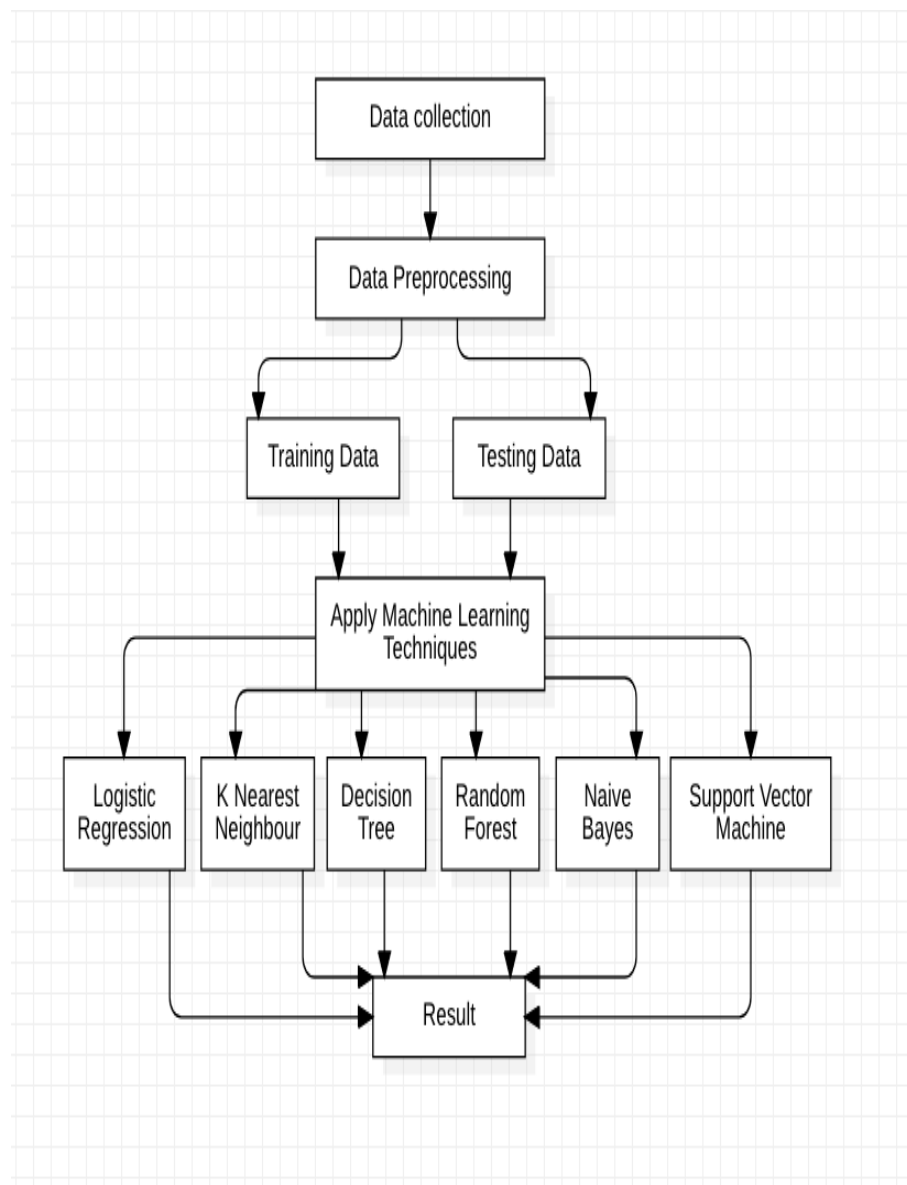 Data collection
Data Preprocessing
Training Data
Testing Data
Apply Machine Learning
Techniques
Logistic
Regression
K Nearest
Neighbour
Decision
Tree
Random
Forest
Naive
Bayes
Support Vector
Machine
Result